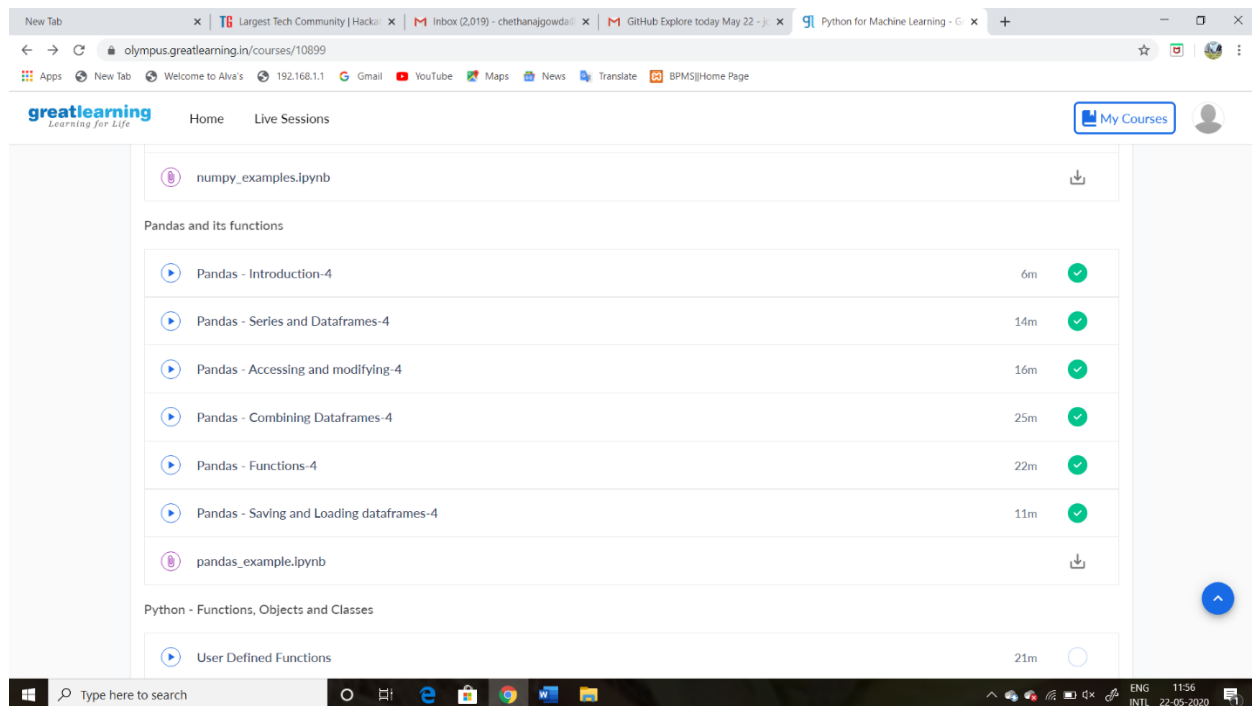 New Tab
Largest Tech Community | Hacka
Inbox (2,019) - chethanajgowda
GitHub Explore today May 22 - j
Python for Machine Learning - G
olympus.greatlearning.in/courses/10899
Apps New Tab Welcome to Alva's 192.168.1.1 Gmail YouTube Maps News Translate BPMS||Home Page
greatlearning
Learning for Life
Home Live Sessions My Courses
numpy_examples.ipynb
Pandas and its functions
Pandas - Introduction-4 6m
Pandas - Series and Dataframes-4 14m
Pandas - Accessing and modifying-4 16m
Pandas - Combining Dataframes-4 25m
Pandas - Functions-4 22m
Pandas - Saving and Loading dataframes-4 11m
pandas_example.ipynb
Python - Functions, Objects and Classes
User Defined Functions 21m
Type here to search
ENG 11:56
INTL 22-05-2020